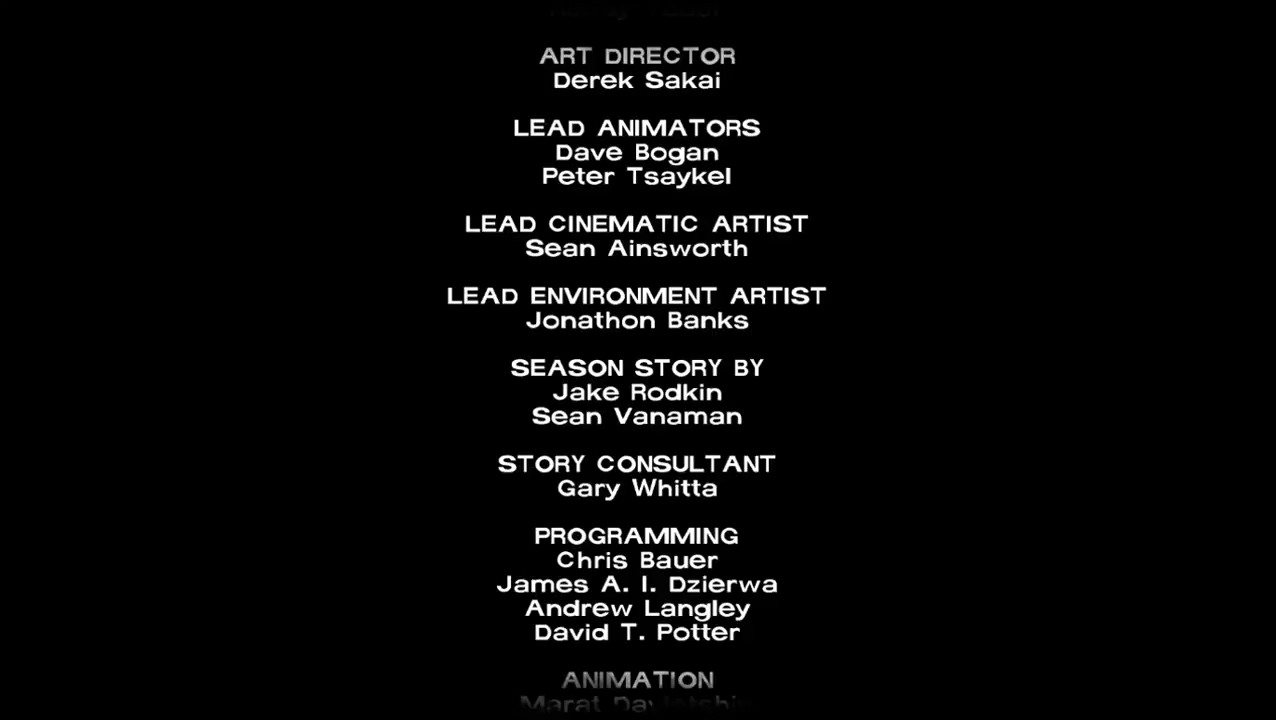 ART DIRECTOR
Derek Sakai
LEAD ANIMATORS
Dave Bogan
Peter Tsaykel
LEAD CINEMATIC ARTIST
Sean Ainsworth
LEAD ENVIRONMENT ARTIST
Jonathon Banks
SEASON STORY BY
Jake Rodkin
Sean Vanaman
STORY CONSULTANT
Gary Whitta
PROGRAMMING
Chris Bauer
James A. I. Dzierwa
Andrew Langley
David T. Potter
ANIMATION
Marat